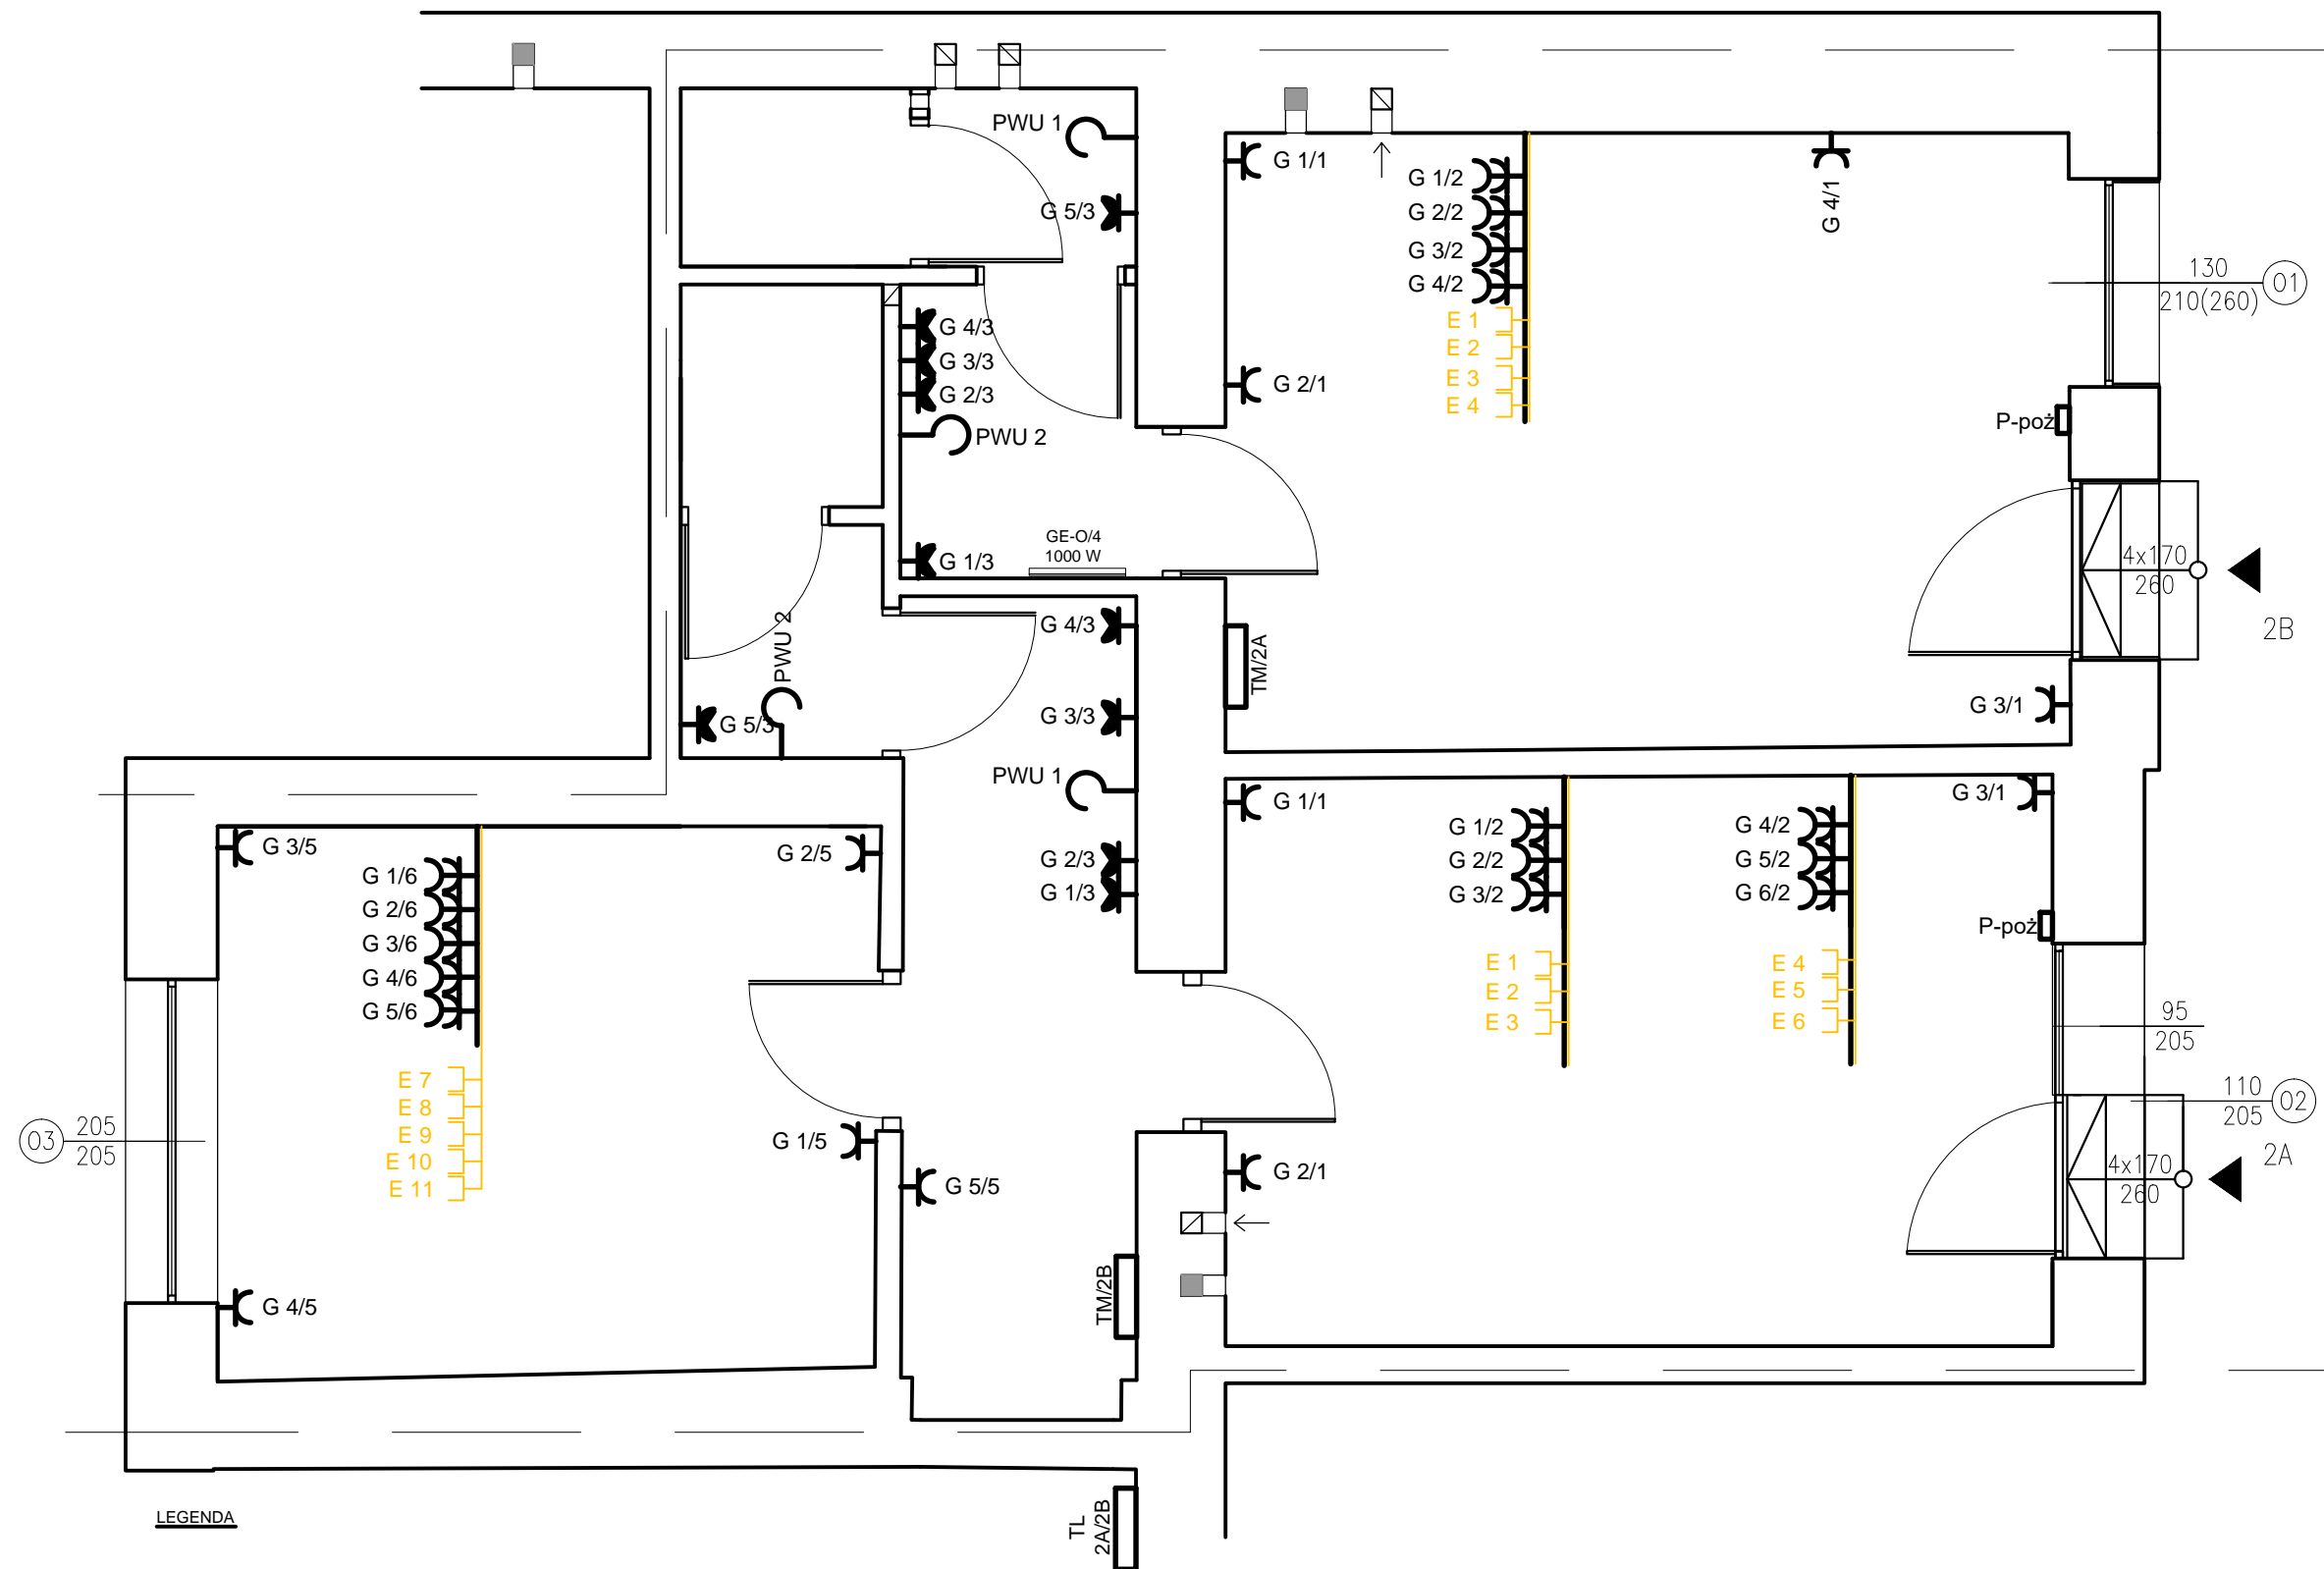 PWU 1
G 1/1
G 1/2
G 4/1
G 5/3
G 2/2
G 3/2
G 4/2
130
210(260)
01
E 1
E 2
E 3
E 4
G 4/3
G 3/3
G 2/3
G 2/1
PWU 2
P-poż
GE-O/4
1000 W
G 1/3
4x170
260
2B
G 4/3
PWU 2
TM/2A
G 3/1
G 3/3
G 5/3
PWU 1
G 1/1
G 3/1
G 3/5
G 2/5
G 1/2
G 2/2
G 3/2
G 4/2
G 5/2
G 6/2
G 2/3
G 1/3
G 1/6
G 2/6
G 3/6
G 4/6
G 5/6
P-poż
E 1
E 2
E 3
E 4
E 5
E 6
95
205
E 7
E 8
E 9
E 10
E 11
110
205
02
03
205
205
G 1/5
G 5/5
G 2/1
4x170
260
2A
TM/2B
G 4/5
LEGENDA
TL
2A/2B